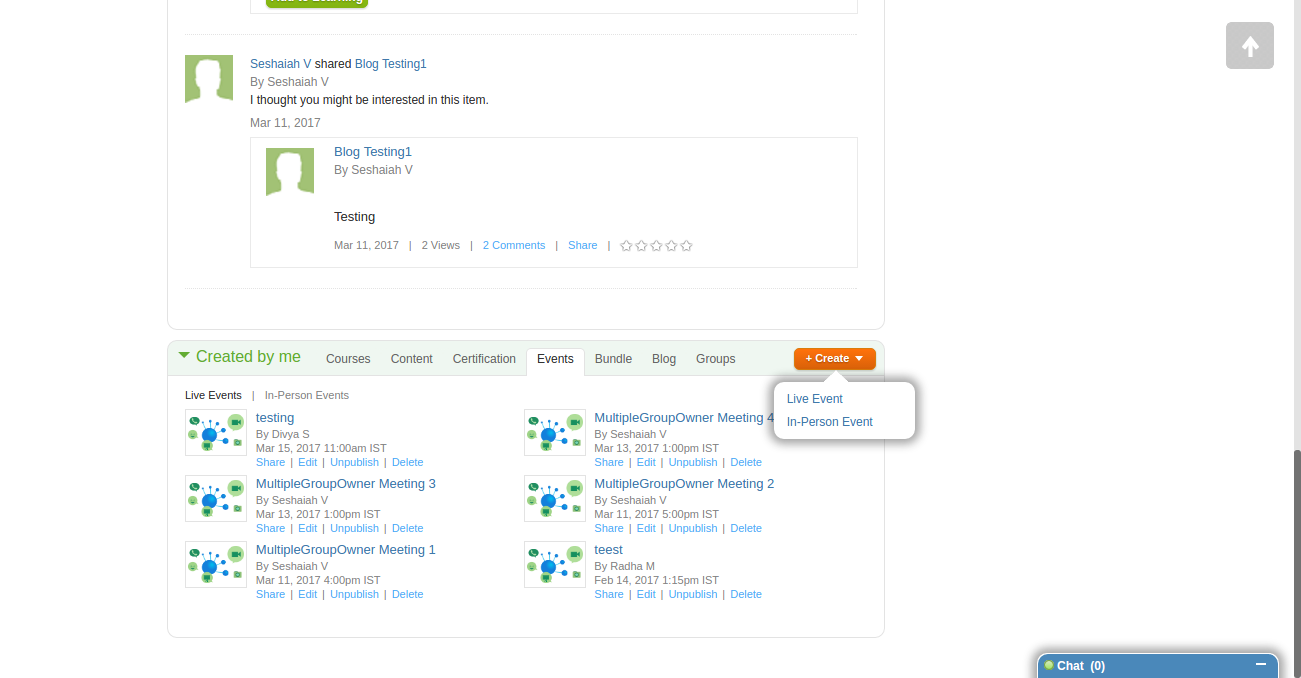 Add to Learning
Seshaiah V shared Blog Testing1
By Seshaiah V
I thought you might be interested in this item.
Mar 11, 2017
Blog Testing1
By Seshaiah V
Testing
Mar 11, 2017 | 2 Views | 2 Comments | Share |
Created by me Courses Content Certification Events Bundle Blog Groups + Create
Live Event
In-Person Event
Live Events | In-Person Events
testing
By Divya S
Mar 15, 2017 11:00am IST
Share | Edit | Unpublish | Delete
MultipleGroupOwner Meeting 4
By Seshaiah V
Mar 13, 2017 1:00pm IST
Share | Edit | Unpublish | Delete
MultipleGroupOwner Meeting 3
By Seshaiah V
Mar 13, 2017 1:00pm IST
Share | Edit | Unpublish | Delete
MultipleGroupOwner Meeting 2
By Seshaiah V
Mar 11, 2017 5:00pm IST
Share | Edit | Unpublish | Delete
MultipleGroupOwner Meeting 1
By Seshaiah V
Mar 11, 2017 4:00pm IST
Share | Edit | Unpublish | Delete
teest
By Radha M
Feb 14, 2017 1:15pm IST
Share | Edit | Unpublish | Delete
Chat (0)